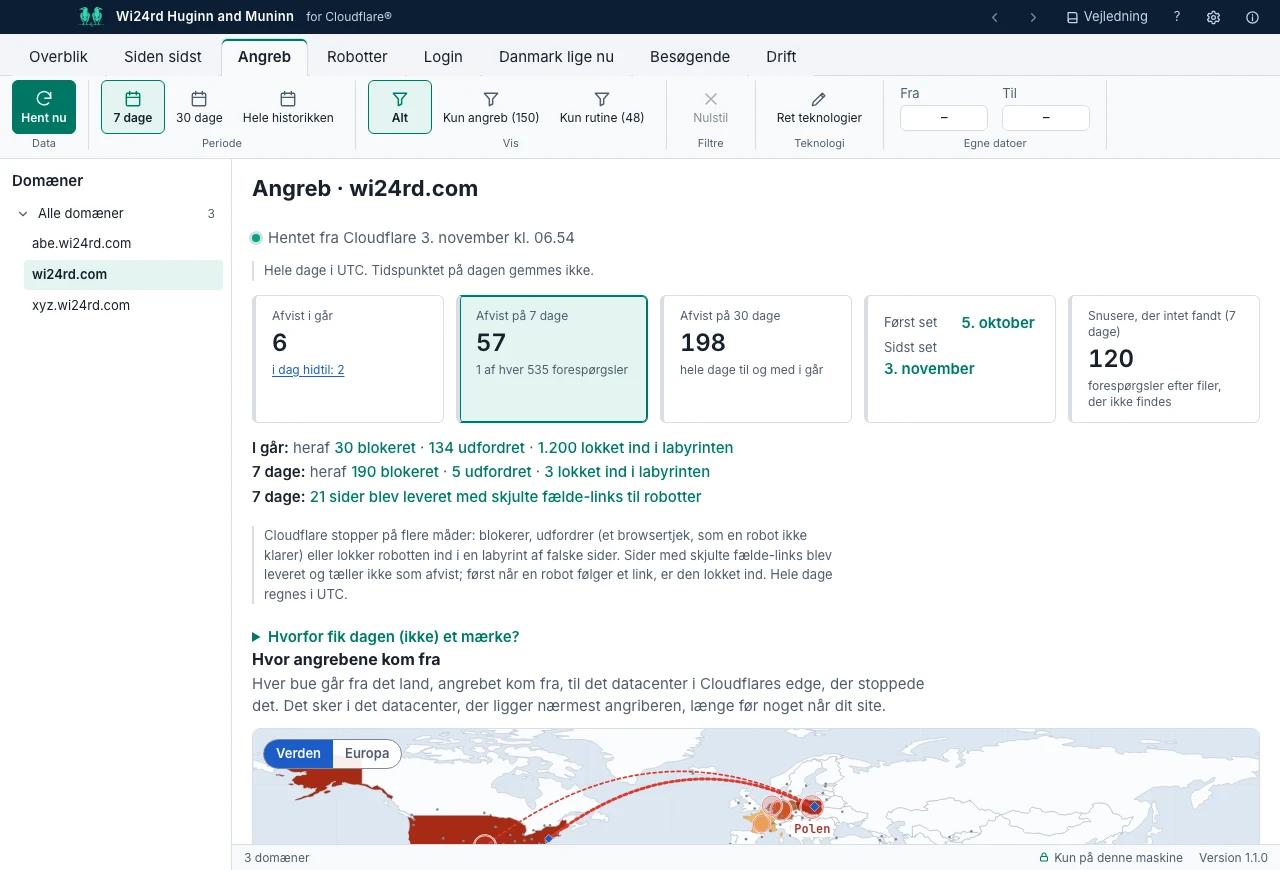 Wi24rd Huginn and Muninn for Cloudflare®
Vejledning ?
Overblik Siden sidst Angreb Robotter Login Danmark lige nu Besøgende Drift
Hent nu
Data
7 dage 30 dage Hele historikken
Periode
Alt Kun angreb (150) Kun rutine (48)
Vis
Nulstil
Filtre
Ret teknologier
Teknologi
Fra Til
– –
Egne datoer
Domæner
Alle domæner 3
abe.wi24rd.com
wi24rd.com
xyz.wi24rd.com
Angreb · wi24rd.com
Hentet fra Cloudflare 3. november kl. 06.54
Hele dage i UTC. Tidspunktet på dagen gemmes ikke.
Afvist i går
6
i dag hidtil: 2
Afvist på 7 dage
57
1 af hver 535 forespørgsler
Afvist på 30 dage
198
hele dage til og med i går
Først set 5. oktober
Sidst set
3. november
Snusere, der intet fandt (7
dage)
120
forespørgsler efter filer,
der ikke findes
I går: heraf 30 blokeret · 134 udfordret · 1.200 lokket ind i labyrinten
7 dage: heraf 190 blokeret · 5 udfordret · 3 lokket ind i labyrinten
7 dage: 21 sider blev leveret med skjulte fælde-links til robotter
Cloudflare stopper på flere måder: blokerer, udfordrer (et browsertjek, som en robot ikke
klarer) eller lokker robotten ind i en labyrint af falske sider. Sider med skjulte fælde-links blev
leveret og tæller ikke som afvist; først når en robot følger et link, er den lokket ind. Hele dage
regnes i UTC.
Hvorfor fik dagen (ikke) et mærke?
Hvor angrebene kom fra
Hver bue går fra det land, angrebet kom fra, til det datacenter i Cloudflares edge, der stoppede
det. Det sker i det datacenter, der ligger nærmest angriberen, længe før noget når dit site.
Verden Europa
Polen
3 domæner
Kun på denne maskine Version 1.1.0